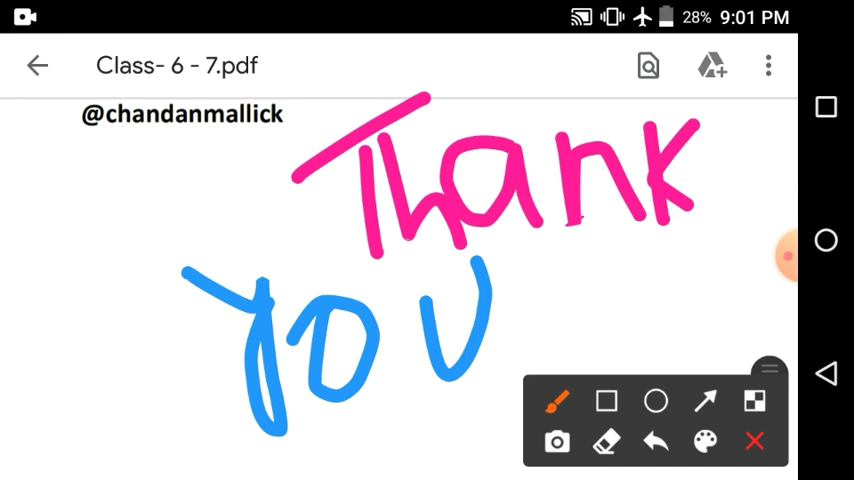 28% 9:01 PM
Class- 6 - 7.pdf
@chandanmallick
Thank
you